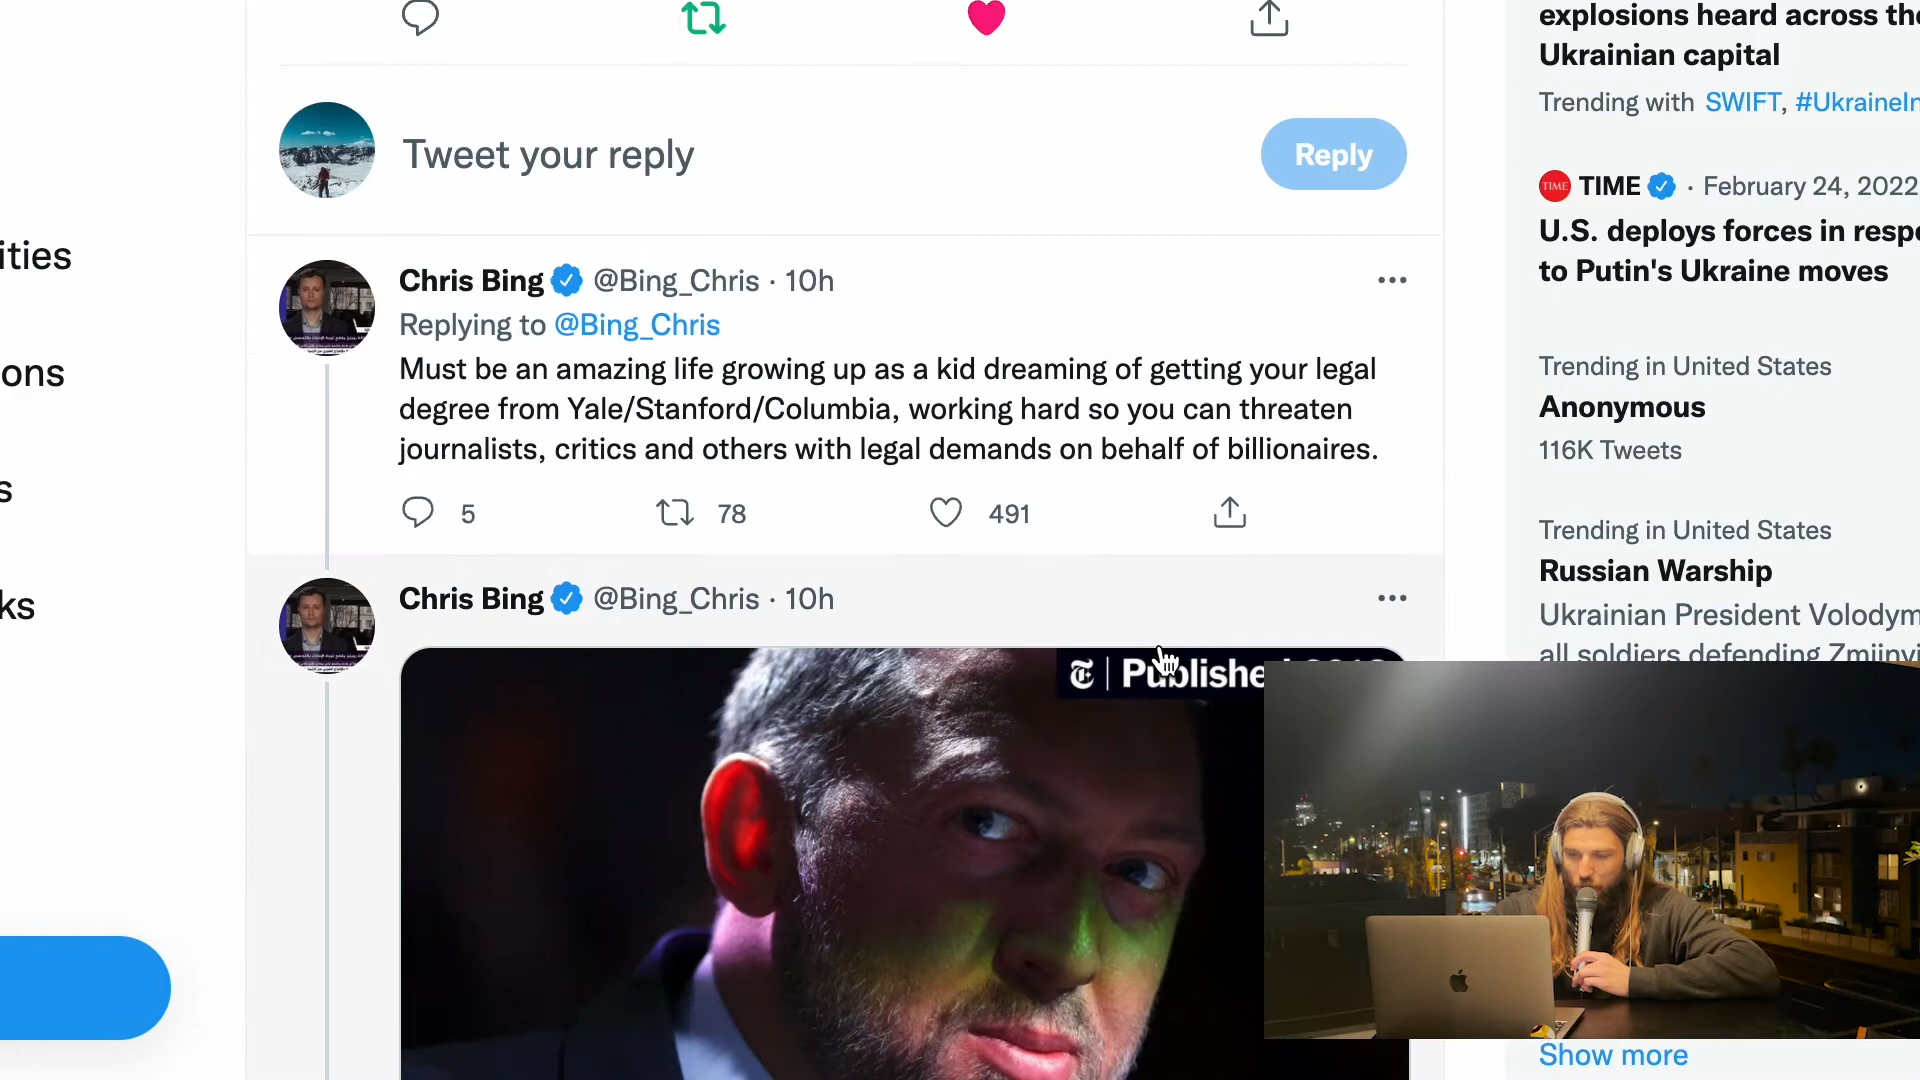 explosions heard across the
Ukrainian capital
Trending with SWIFT, #UkraineIn
Tweet your reply
Reply
TIME
TIME · February 24, 2022
U.S. deploys forces in respo
to Putin's Ukraine moves
ities
ons
s
ks
Chris Bing @Bing_Chris · 10h
Replying to @Bing_Chris
Must be an amazing life growing up as a kid dreaming of getting your legal
degree from Yale/Stanford/Columbia, working hard so you can threaten
journalists, critics and others with legal demands on behalf of billionaires.
5 78 491
Trending in United States
Anonymous
116K Tweets
Trending in United States
Russian Warship
Ukrainian President Volodym
all soldiers defending Zmiinyi
Chris Bing @Bing_Chris · 10h
Publishe
Show more